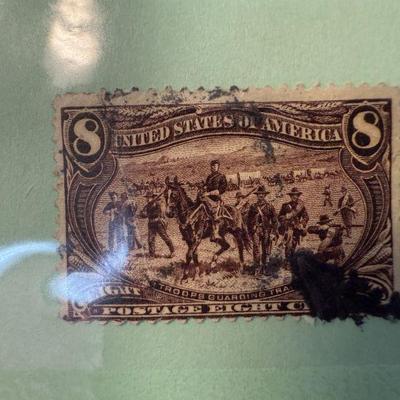 8 8
UNITED STATES OF AMERICA
TROOPS GUARDING
POSTAGE EIGHT